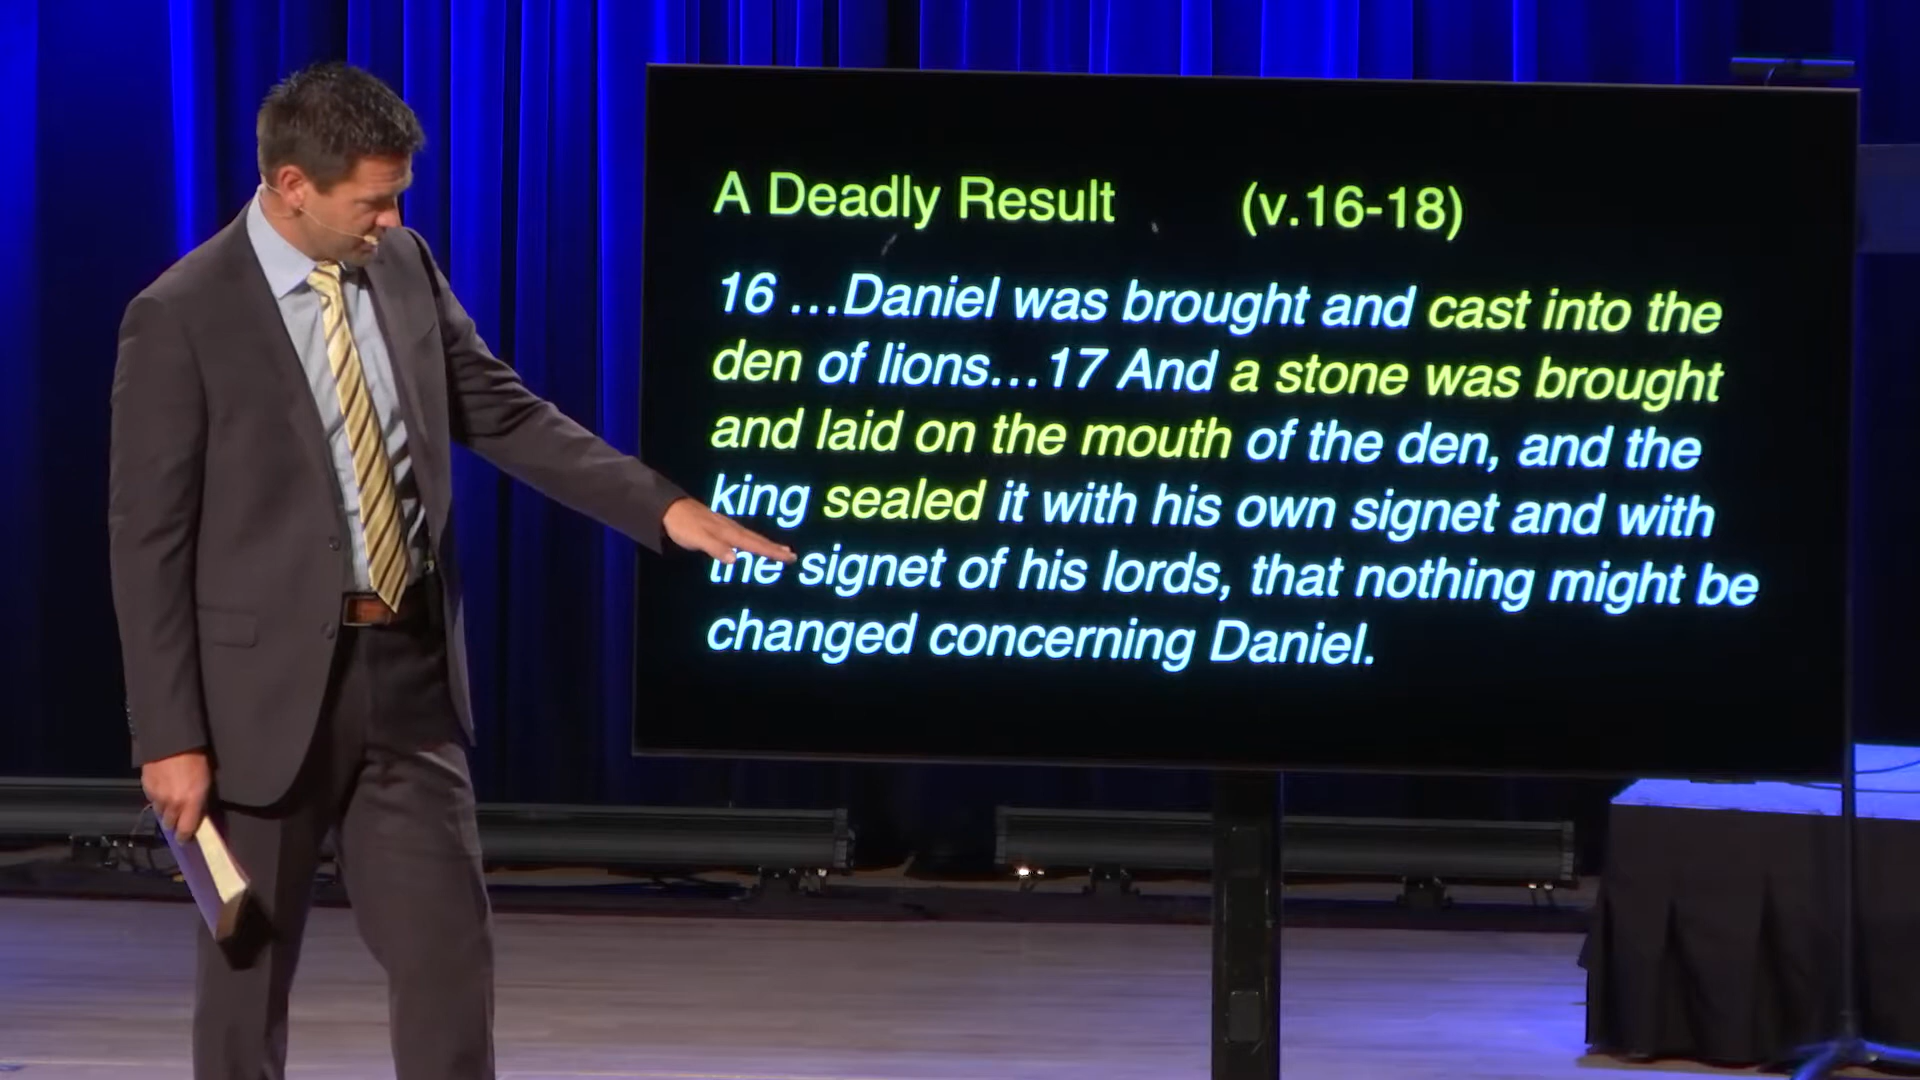 A Deadly Result (v.16-18)
16 ...Daniel was brought and cast into the
den of lions...17 And a stone was brought
and laid on the mouth of the den, and the
king sealed it with his own signet and with
the signet of his lords, that nothing might be
changed concerning Daniel.